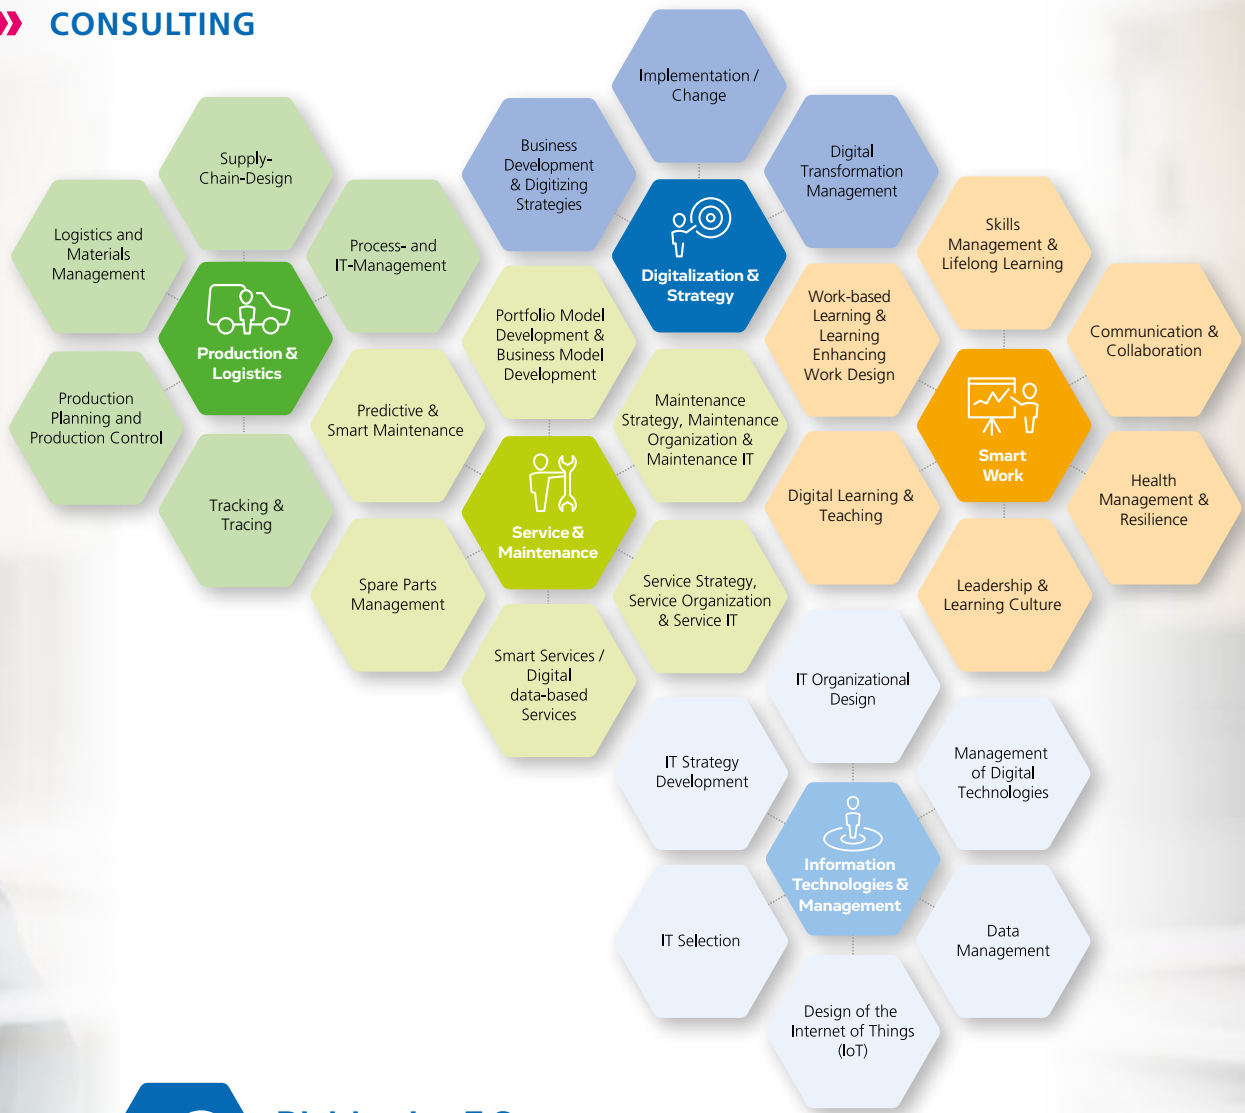 CONSULTING
Implementation /
Change
Business
Development
& Digitizing
Strategies
Digital
Transformation
Management
Digitalization &
Strategy
Supply-
Chain-Design
Logistics and
Materials
Management
Process- and
IT-Management
Production &
Logistics
Production
Planning and
Production Control
Tracking &
Tracing
Portfolio Model
Development &
Business Model
Development
Predictive &
Smart Maintenance
Maintenance
Strategy, Maintenance
Organization &
Maintenance IT
Service &
Maintenance
Spare Parts
Management
Service Strategy,
Service Organization
& Service IT
Smart Services /
Digital
data-based
Services
Skills
Management &
Lifelong Learning
Work-based
Learning &
Learning
Enhancing
Work Design
Communication &
Collaboration
Smart
Work
Digital Learning &
Teaching
Health
Management &
Resilience
Leadership &
Learning Culture
IT Organizational
Design
IT Strategy
Development
Management
of Digital
Technologies
Information
Technologies &
Management
IT Selection
Data
Management
Design of the
Internet of Things
(IoT)